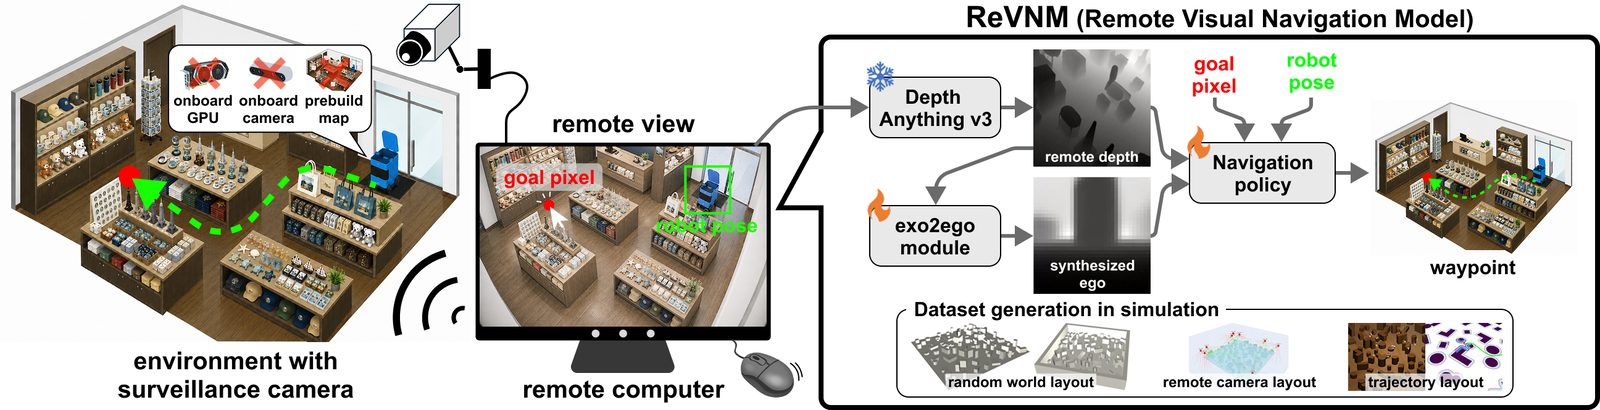 onboard
GPU
onboard
camera
prebuild
map
environment with
surveillance camera
remote view
goal pixel
robot pose
remote computer
ReVNM (Remote Visual Navigation Model)
Depth
Anything v3
remote depth
exo2ego
module
synthesized
ego
goal
pixel
robot
pose
Navigation
policy
waypoint
Dataset generation in simulation
random world layout
remote camera layout
trajectory layout